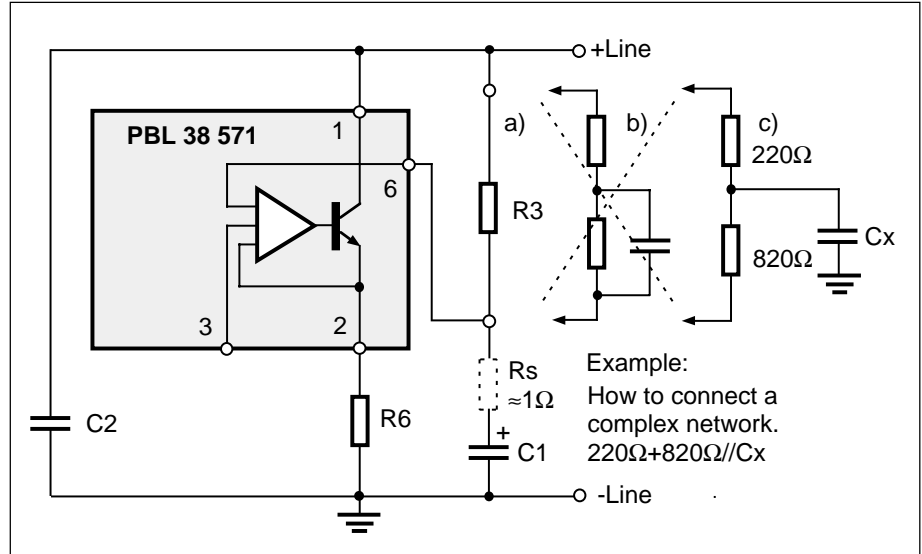 +Line
PBL 38 571
1
6
3
2
R3
a)
b)
c)
220Ω
820Ω
Cx
Rs
≈1Ω
+
C1
C2
R6
Example:
How to connect a
complex network.
220Ω+820Ω//Cx
-Line
.